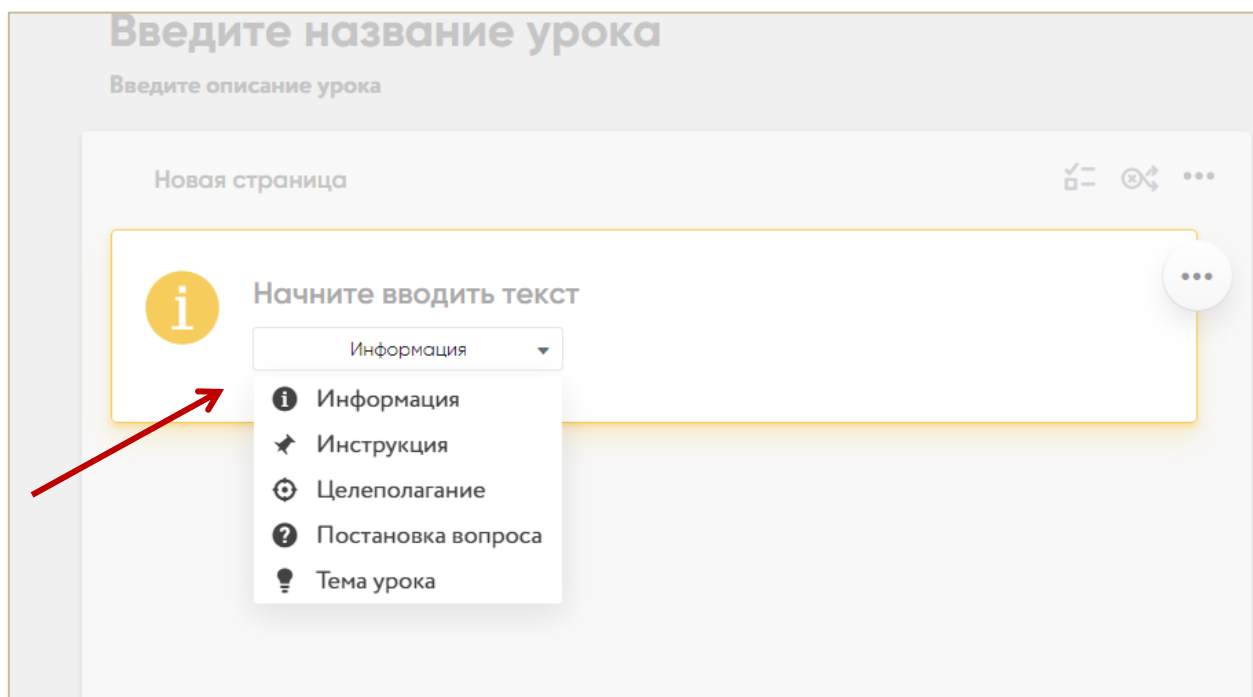 Введите название урока
Введите описание урока
Новая страница
Начните вводить текст
Информация
Информация
Инструкция
Целеполагание
Постановка вопроса
Тема урока